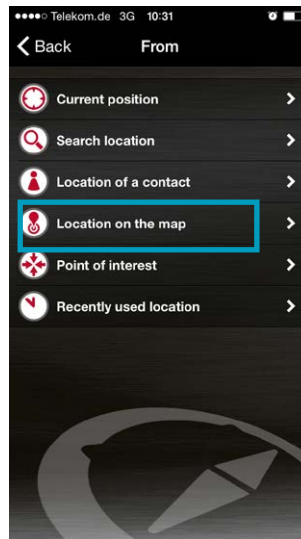 Telekom.de 3G 10:31
Back From
Current position
Search location
Location of a contact
Location on the map
Point of interest
Recently used location